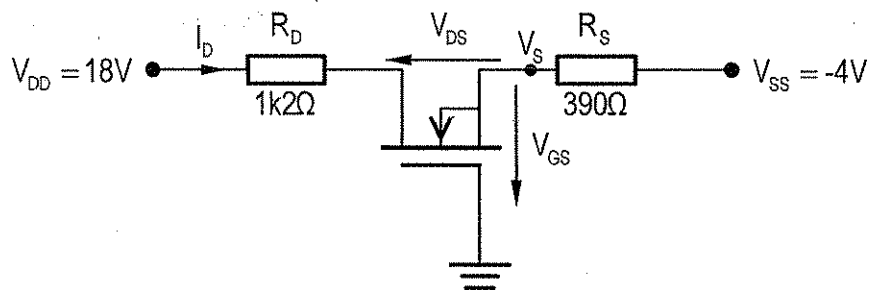 I_D R_D V_DS V_S R_S
V_DD = 18V 1k2Ω 390Ω V_SS = -4V
V_GS